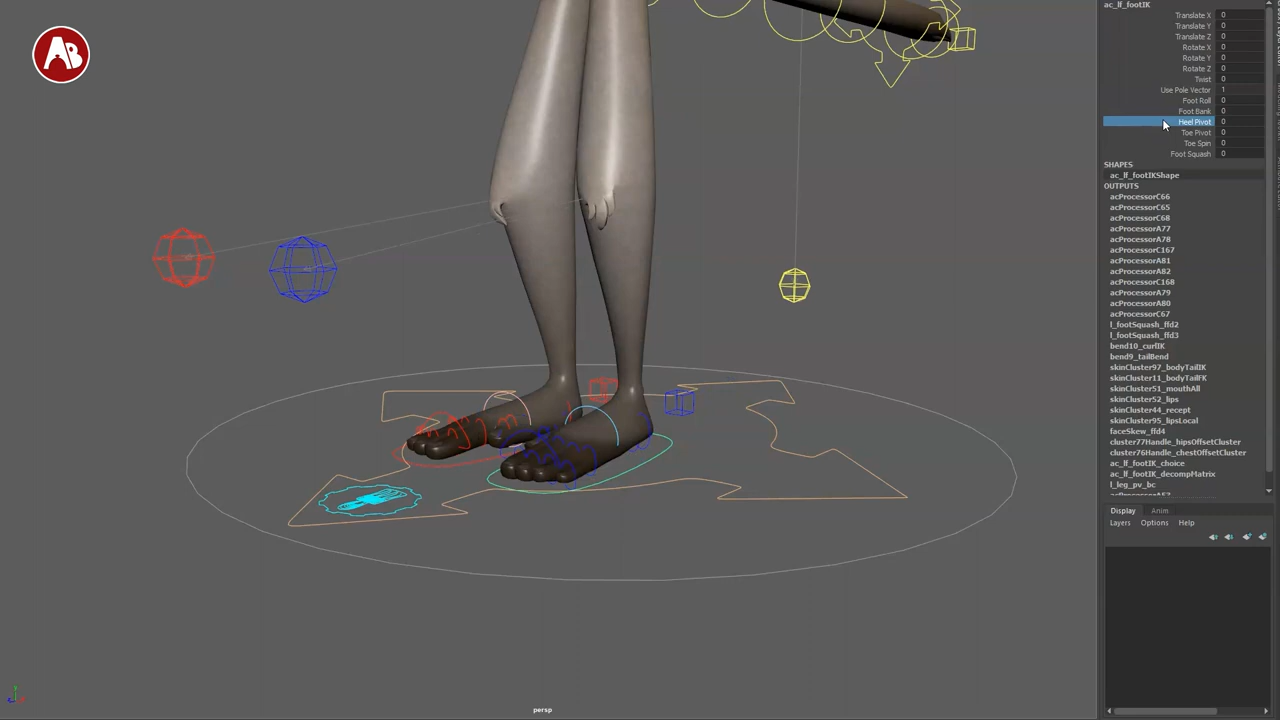 AB
ac_lf_footIK
Translate X 0
Translate Y 0
Translate Z 0
Rotate X 0
Rotate Y 0
Rotate Z 0
Twist 0
Use Pole Vector 1
Foot Roll 0
Foot Bank 0
Heel Pivot 0
Toe Pivot 0
Toe Spin 0
Foot Squash 0
SHAPES
ac_lf_footIKShape
OUTPUTS
acProcessorC66
acProcessorC65
acProcessorC68
acProcessorA77
acProcessorA78
acProcessorC167
acProcessorA81
acProcessorA82
acProcessorC168
acProcessorA79
acProcessorA80
acProcessorC67
l_footSquash_ffd2
l_footSquash_ffd3
bend10_curlIK
bend9_tailBend
skinCluster97_bodyTailIK
skinCluster11_bodyTailFK
skinCluster51_mouthAll
skinCluster52_lips
skinCluster44_recept
skinCluster95_lipsLocal
faceSkew_ffd4
cluster77Handle_hipsOffsetCluster
cluster76Handle_chestOffsetCluster
ac_lf_footIK_choice
ac_lf_footIK_decompMatrix
l_leg_pv_bc
Display Anim
Layers Options Help
persp